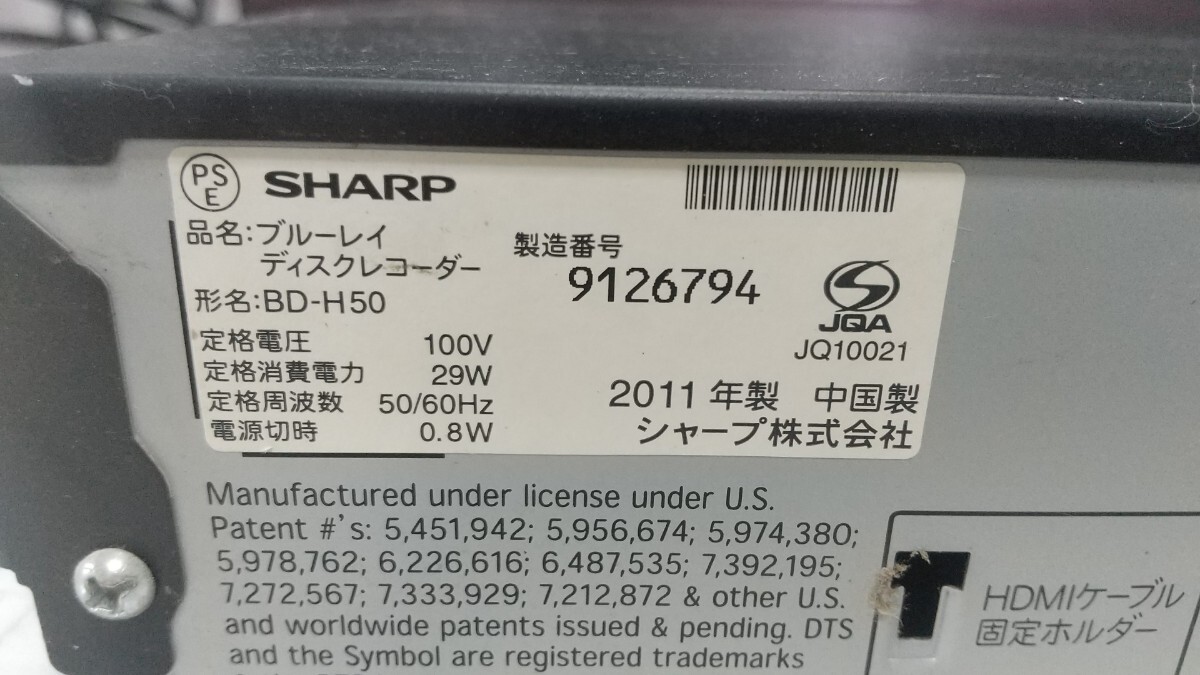 PSE SHARP
品名:ブルーレイ
ディスクレコーダー
形名:BD-H50
定格電圧 100V
定格消費電力 29W
定格周波数 50/60Hz
電源切時 0.8W
製造番号
9126794
JQA
JQ10021
2011 年製 中国製
シャープ株式会社
Manufactured under license under U.S.
Patent #'s: 5,451,942; 5,956,674; 5,974,380;
5,978,762; 6,226,616; 6,487,535; 7,392,195;
7,272,567; 7,333,929; 7,212,872 & other U.S.
and worldwide patents issued & pending. DTS
and the Symbol are registered trademarks
HDMIケーブル
固定ホルダー